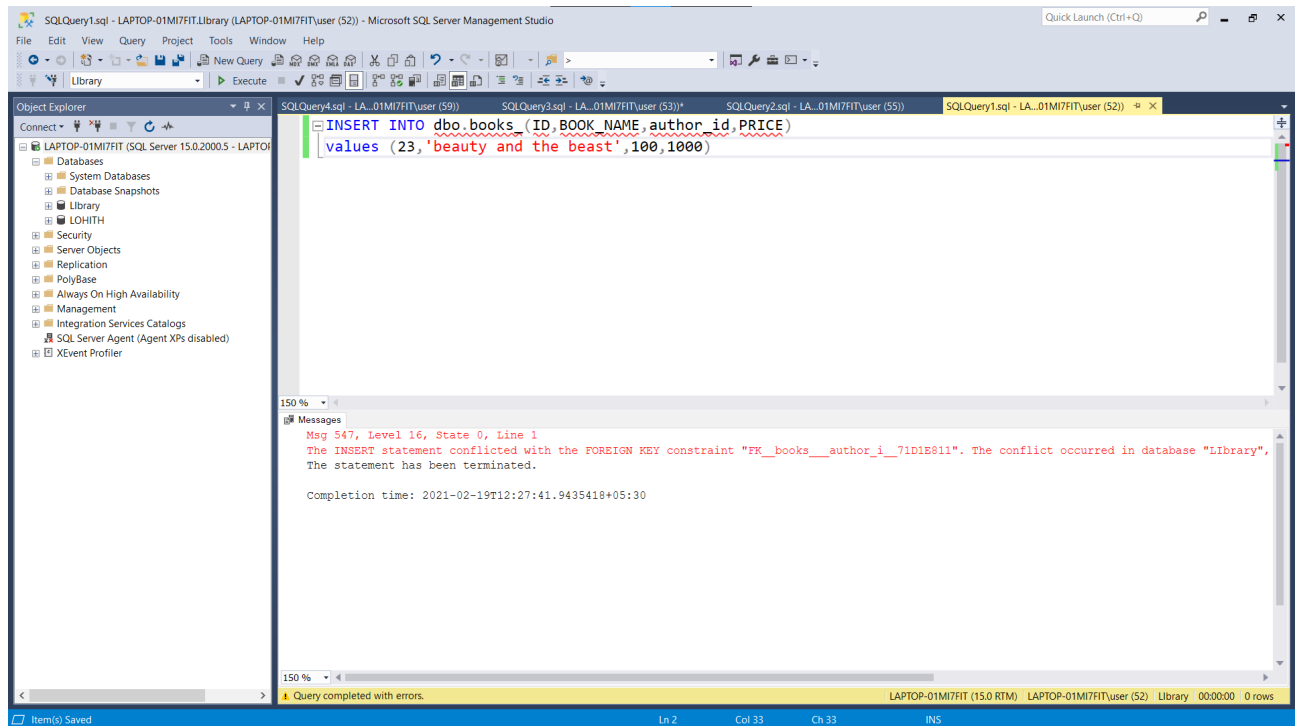 SQLQuery1.sql - LAPTOP-01MI7FIT.LIbrary (LAPTOP-01MI7FIT\user (52)) - Microsoft SQL Server Management Studio
Quick Launch (Ctrl+Q)
File Edit View Query Project Tools Window Help
New Query
MDX DMX XMLA DAX
>
LIbrary
Execute
Object Explorer
Connect
LAPTOP-01MI7FIT (SQL Server 15.0.2000.5 - LAPTOP
Databases
System Databases
Database Snapshots
LIbrary
LOHITH
Security
Server Objects
Replication
PolyBase
Always On High Availability
Management
Integration Services Catalogs
SQL Server Agent (Agent XPs disabled)
XEvent Profiler
SQLQuery4.sql - LA...01MI7FIT\user (59))
SQLQuery3.sql - LA...01MI7FIT\user (53))*
SQLQuery2.sql - LA...01MI7FIT\user (55))
SQLQuery1.sql - LA...01MI7FIT\user (52))
INSERT INTO dbo.books_(ID,BOOK_NAME,author_id,PRICE)
values (23,'beauty and the beast',100,1000)
150 %
Messages
Msg 547, Level 16, State 0, Line 1
The INSERT statement conflicted with the FOREIGN KEY constraint "FK__books___author_i__71D1E811". The conflict occurred in database "LIbrary",
The statement has been terminated.
Completion time: 2021-02-19T12:27:41.9435418+05:30
150 %
Query completed with errors.
LAPTOP-01MI7FIT (15.0 RTM) LAPTOP-01MI7FIT\user (52) LIbrary 00:00:00 0 rows
Item(s) Saved
Ln 2 Col 33 Ch 33 INS